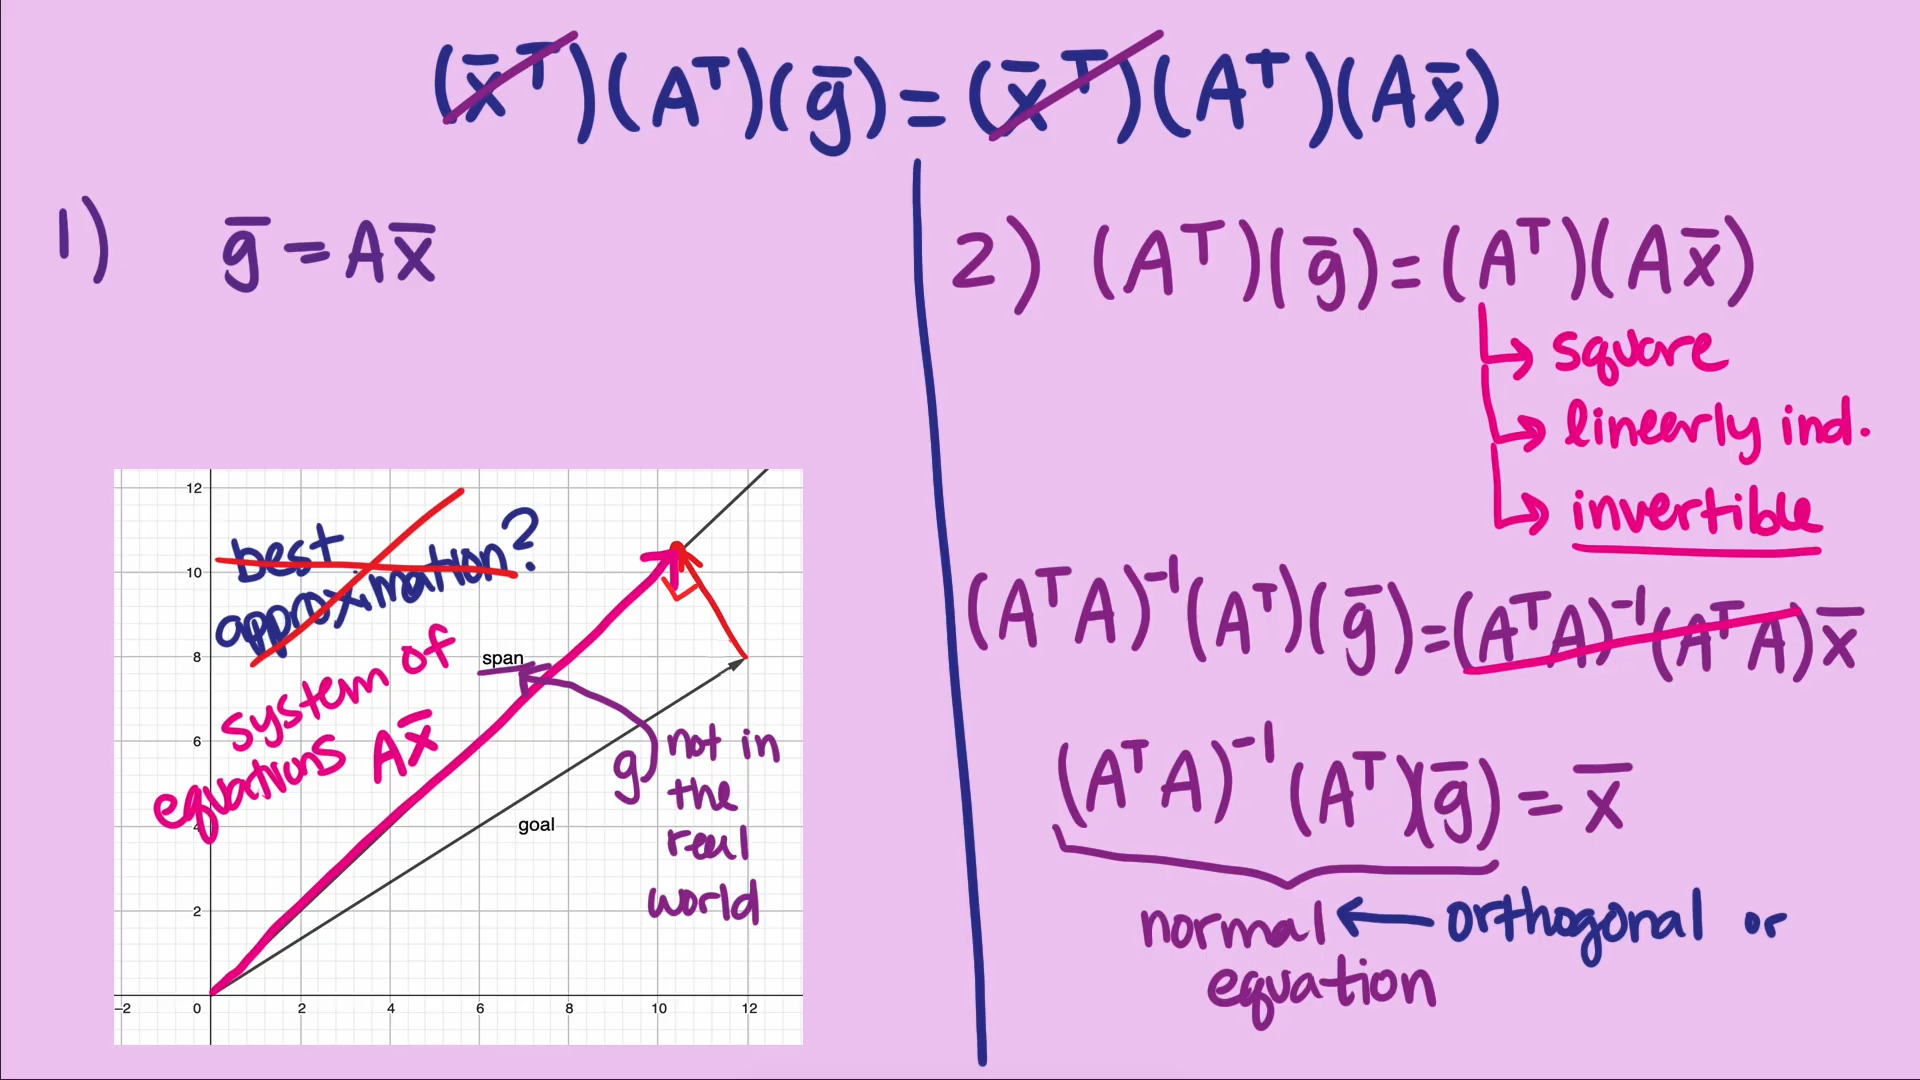 (x̄ᵀ)(Aᵀ)(ḡ) = (x̄ᵀ)(Aᵀ)(Ax̄)
1) ḡ = Ax̄
best
approximation?
system of
equations Ax̄
span
goal
g not in
the
real
world
12
10
8
6
4
2
−2 0 2 4 6 8 10 12
2) (Aᵀ)(ḡ) = (Aᵀ)(Ax̄)
square
linearly ind.
invertible
(AᵀA)⁻¹(Aᵀ)(ḡ) = (AᵀA)⁻¹(AᵀA)x̄
(AᵀA)⁻¹(Aᵀ)(ḡ) = x̄
normal ← orthogonal or
equation